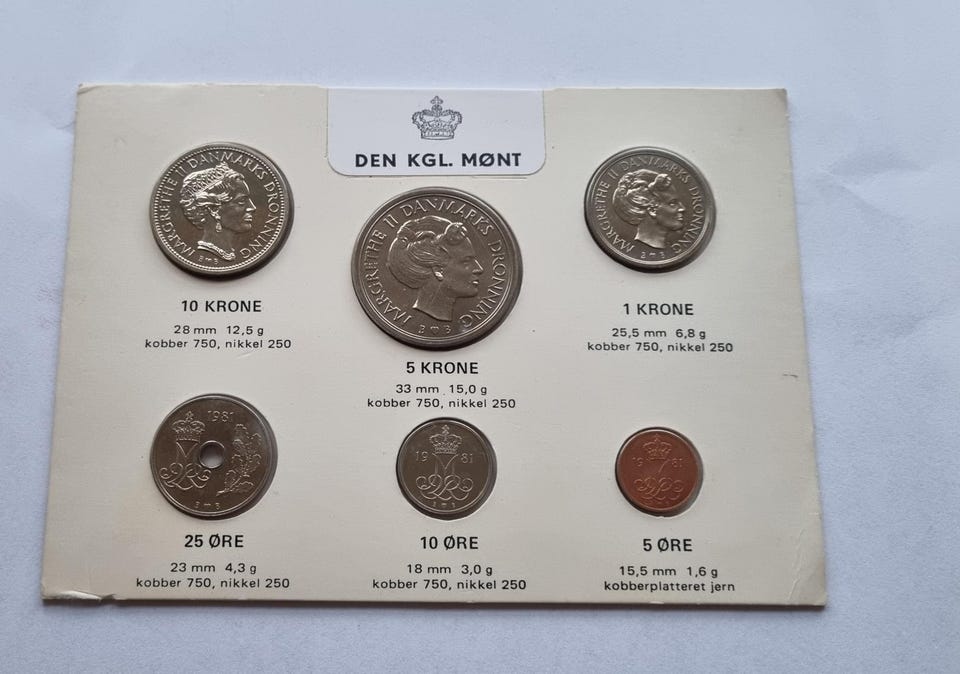 DEN KGL. MØNT
MARGRETHE II DANMARKS DRONNING
B B
10 KRONE
28 mm 12,5 g
kobber 750, nikkel 250
MARGRETHE II DANMARKS DRONNING
B B
5 KRONE
33 mm 15,0 g
kobber 750, nikkel 250
MARGRETHE II DANMARKS DRONNING
B B
1 KRONE
25,5 mm 6,8 g
kobber 750, nikkel 250
1981
B B
25 ØRE
23 mm 4,3 g
kobber 750, nikkel 250
19 81
B B
10 ØRE
18 mm 3,0 g
kobber 750, nikkel 250
19 81
5 ØRE
15,5 mm 1,6 g
kobberplatteret jern